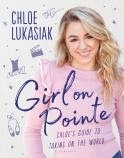 CHLOE
LUKASIAK
Girl on
Pointe
CHLOE'S GUIDE TO
TAKING ON THE WORLD